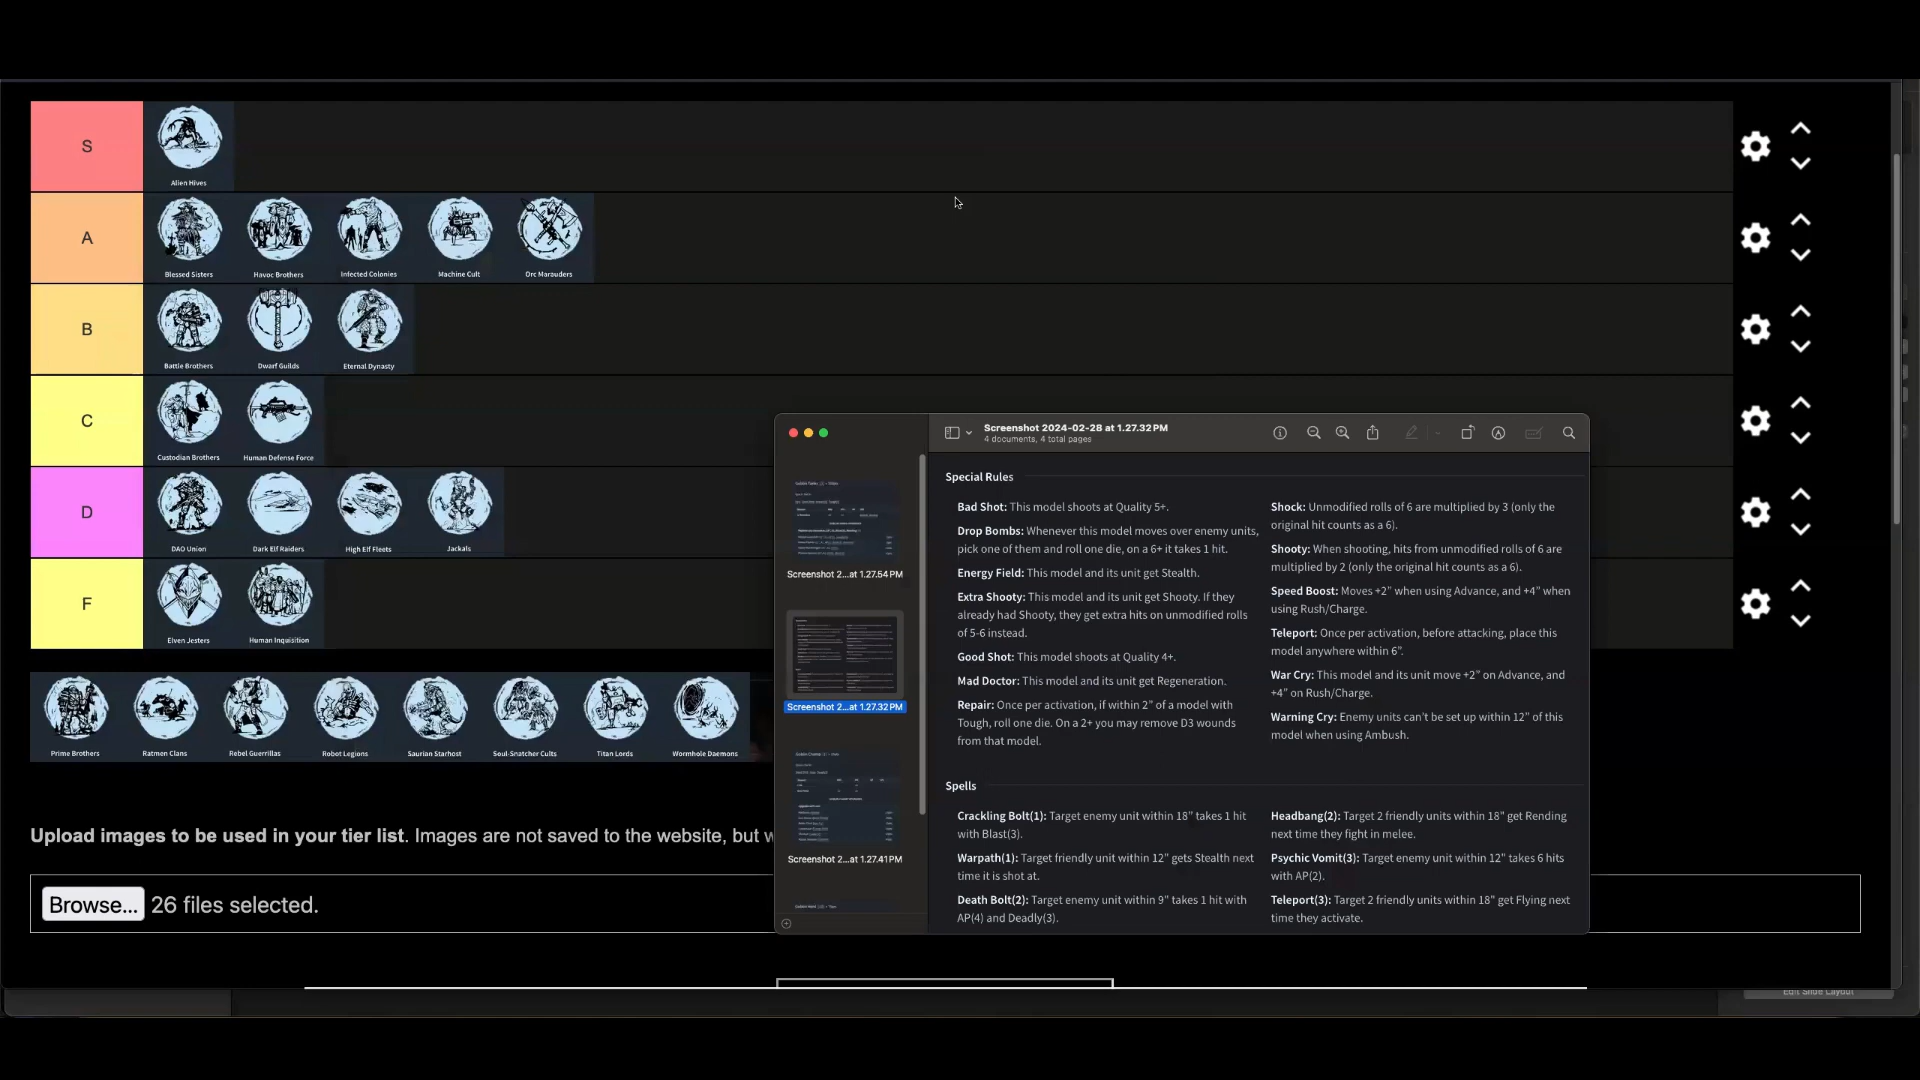 S
Alien Hives
A
Blessed Sisters
Havoc Brothers
Infected Colonies
Machine Cult
Orc Marauders
B
Battle Brothers
Dwarf Guilds
Eternal Dynasty
C
Custodian Brothers
Human Defense Force
D
DAO Union
Dark Elf Raiders
High Elf Fleets
Jackals
F
Elven Jesters
Human Inquisition
Prime Brothers
Ratmen Clans
Rebel Guerrillas
Robot Legions
Saurian Starhost
Soul-Snatcher Cults
Titan Lords
Wormhole Daemons
Upload images to be used in your tier list. Images are not saved to the website, but
Browse... 26 files selected.
Screenshot 2024-02-28 at 1.27.32 PM
4 documents, 4 total pages
Screenshot 2...at 1.27.54 PM
Screenshot 2...at 1.27.32 PM
Screenshot 2...at 1.27.41 PM
Special Rules
Bad Shot: This model shoots at Quality 5+.
Drop Bombs: Whenever this model moves over enemy units,
pick one of them and roll one die, on a 6+ it takes 1 hit.
Energy Field: This model and its unit get Stealth.
Extra Shooty: This model and its unit get Shooty. If they
already had Shooty, they get extra hits on unmodified rolls
of 5-6 instead.
Good Shot: This model shoots at Quality 4+.
Mad Doctor: This model and its unit get Regeneration.
Repair: Once per activation, if within 2" of a model with
Tough, roll one die. On a 2+ you may remove D3 wounds
from that model.
Shock: Unmodified rolls of 6 are multiplied by 3 (only the
original hit counts as a 6).
Shooty: When shooting, hits from unmodified rolls of 6 are
multiplied by 2 (only the original hit counts as a 6).
Speed Boost: Moves +2" when using Advance, and +4" when
using Rush/Charge.
Teleport: Once per activation, before attacking, place this
model anywhere within 6".
War Cry: This model and its unit move +2" on Advance, and
+4" on Rush/Charge.
Warning Cry: Enemy units can't be set up within 12" of this
model when using Ambush.
Spells
Crackling Bolt(1): Target enemy unit within 18" takes 1 hit
with Blast(3).
Warpath(1): Target friendly unit within 12" gets Stealth next
time it is shot at.
Death Bolt(2): Target enemy unit within 9" takes 1 hit with
AP(4) and Deadly(3).
Headbang(2): Target 2 friendly units within 18" get Rending
next time they fight in melee.
Psychic Vomit(3): Target enemy unit within 12" takes 6 hits
with AP(2).
Teleport(3): Target 2 friendly units within 18" get Flying next
time they activate.
Edit Slide Layout